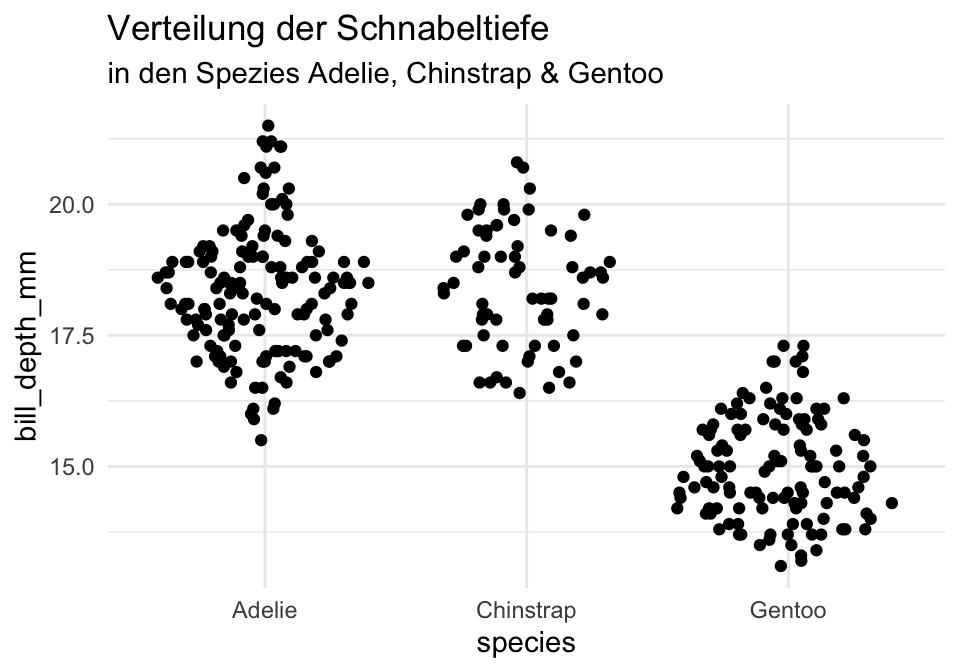 Verteilung der Schnabeltiefe
in den Spezies Adelie, Chinstrap & Gentoo
bill_depth_mm
20.0
17.5
15.0
Adelie Chinstrap Gentoo
species